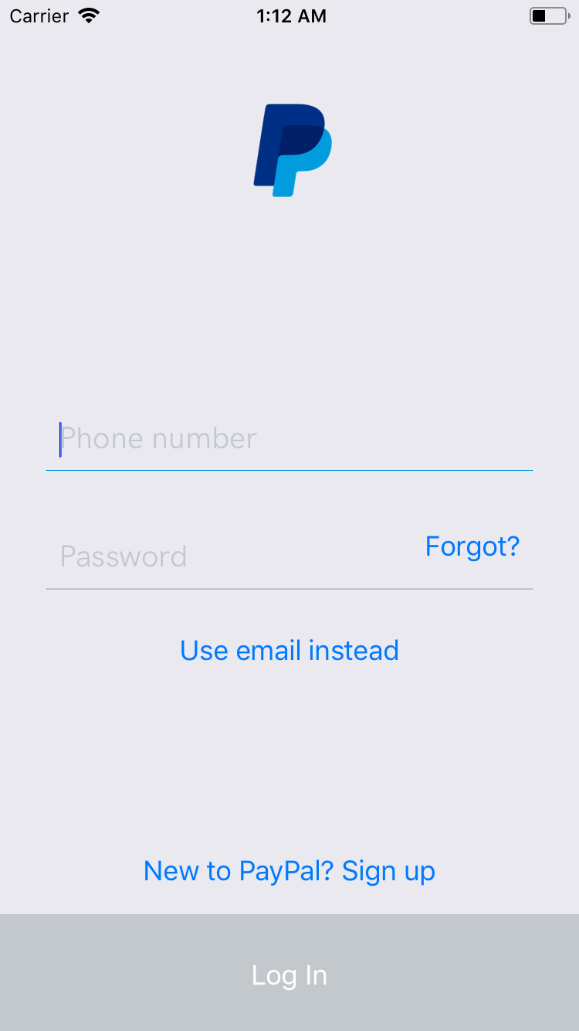 Carrier 1:12 AM
Phone number
Password Forgot?
Use email instead
New to PayPal? Sign up
Log In